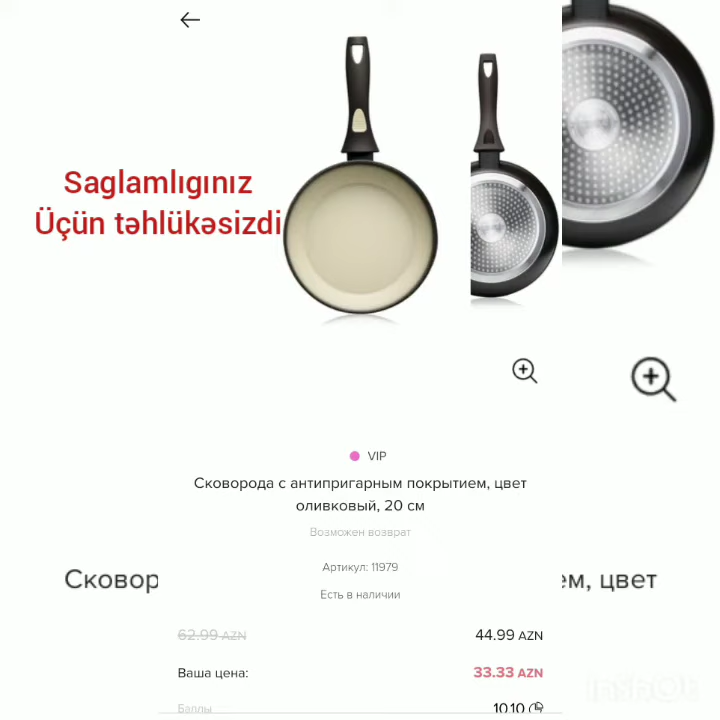 Saglamlıgınız
Üçün təhlükəsizdi
VIP
Сковорода с антипригарным покрытием, цвет
оливковый, 20 см
Возможен возврат
Артикул: 11979
Сковор
ем, цвет
Есть в наличии
62.99 AZN
44.99 AZN
Ваша цена:
33.33 AZN
Баллы
10.10
InShOt